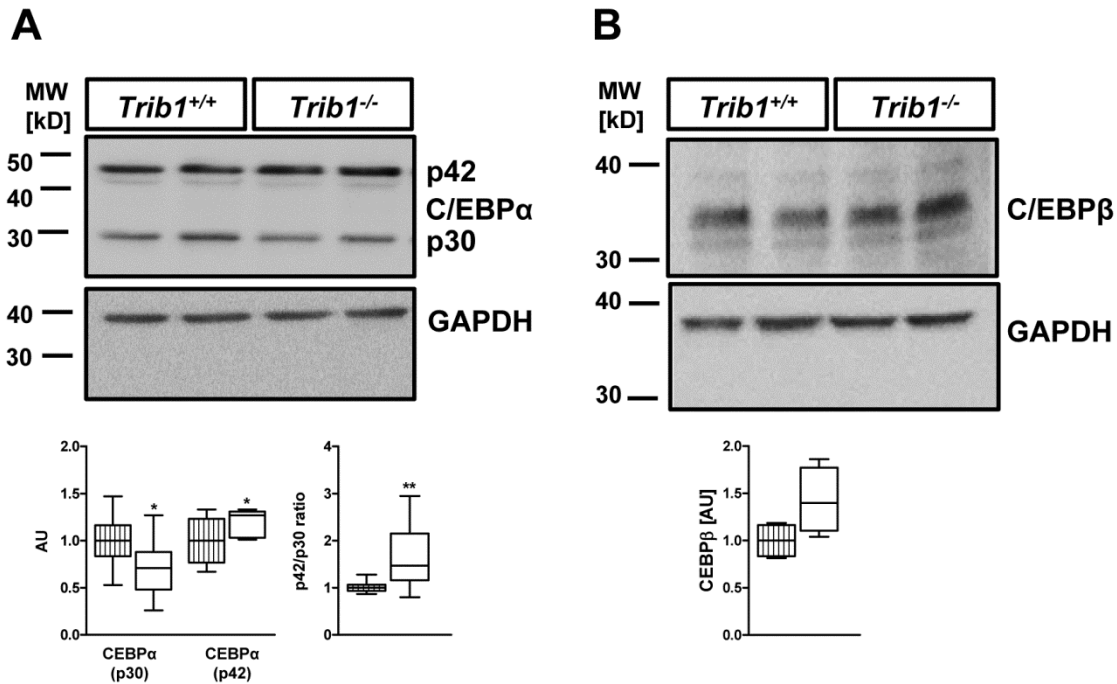 A
MW
[kD]
Trib1+/+
Trib1-/-
50
40
30
p42
C/EBPα
p30
40
30
GAPDH
2.0
1.5
1.0
0.5
0.0
AU
*
*
CEBPα
(p30)
CEBPα
(p42)
4
3
2
1
0
p42/p30 ratio
**
B
MW
[kD]
Trib1+/+
Trib1-/-
40
30
C/EBPβ
40
30
GAPDH
2.0
1.5
1.0
0.5
0.0
CEBPβ [AU]